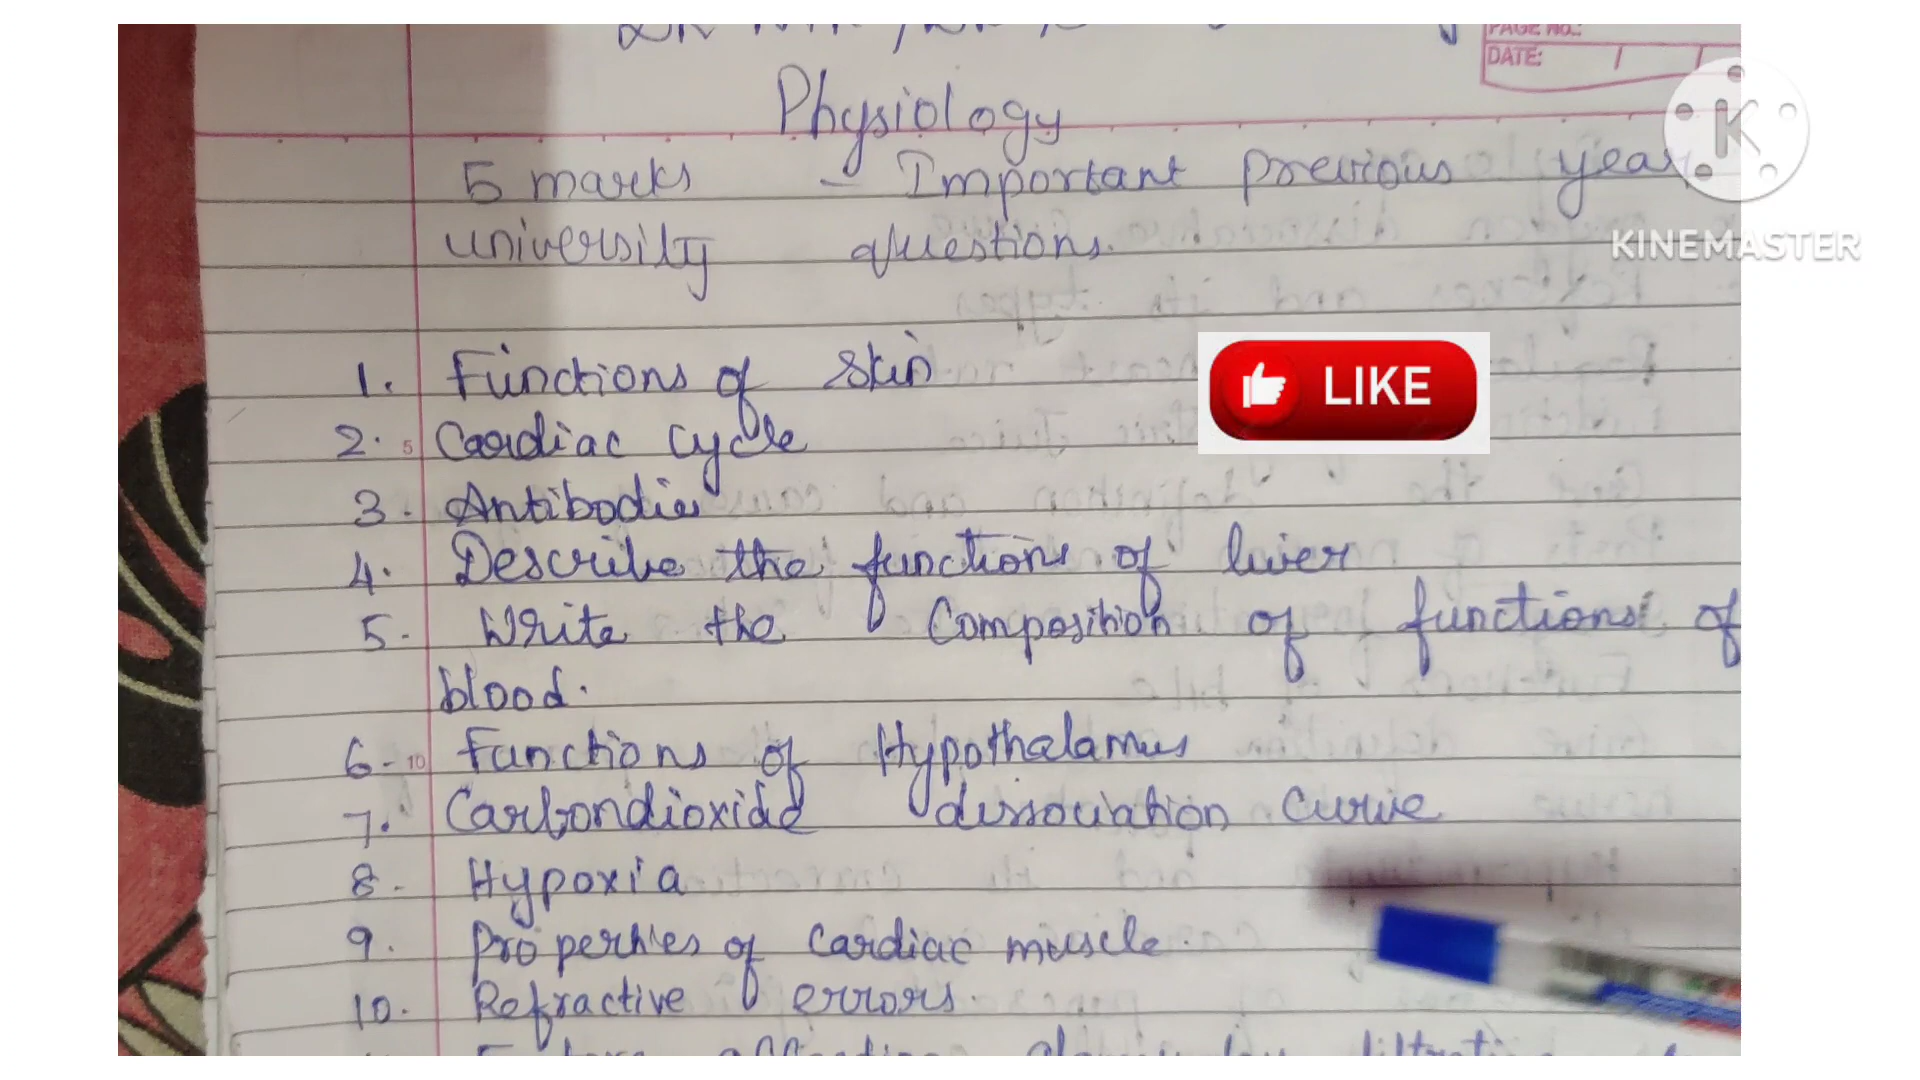 PAGE NO.:
DATE:
Physiology
5 marks - Important previous year
university questions.
KINEMASTER
1. Functions of skin
LIKE
2. Cardiac cycle
3. Antibodies
4. Describe the functions of liver
5. Write the composition of functions of
blood.
6. Functions of Hypothalamus
7. Carbondioxide dissociation curve
8. Hypoxia
9. Properties of cardiac muscle.
10. Refractive errors.